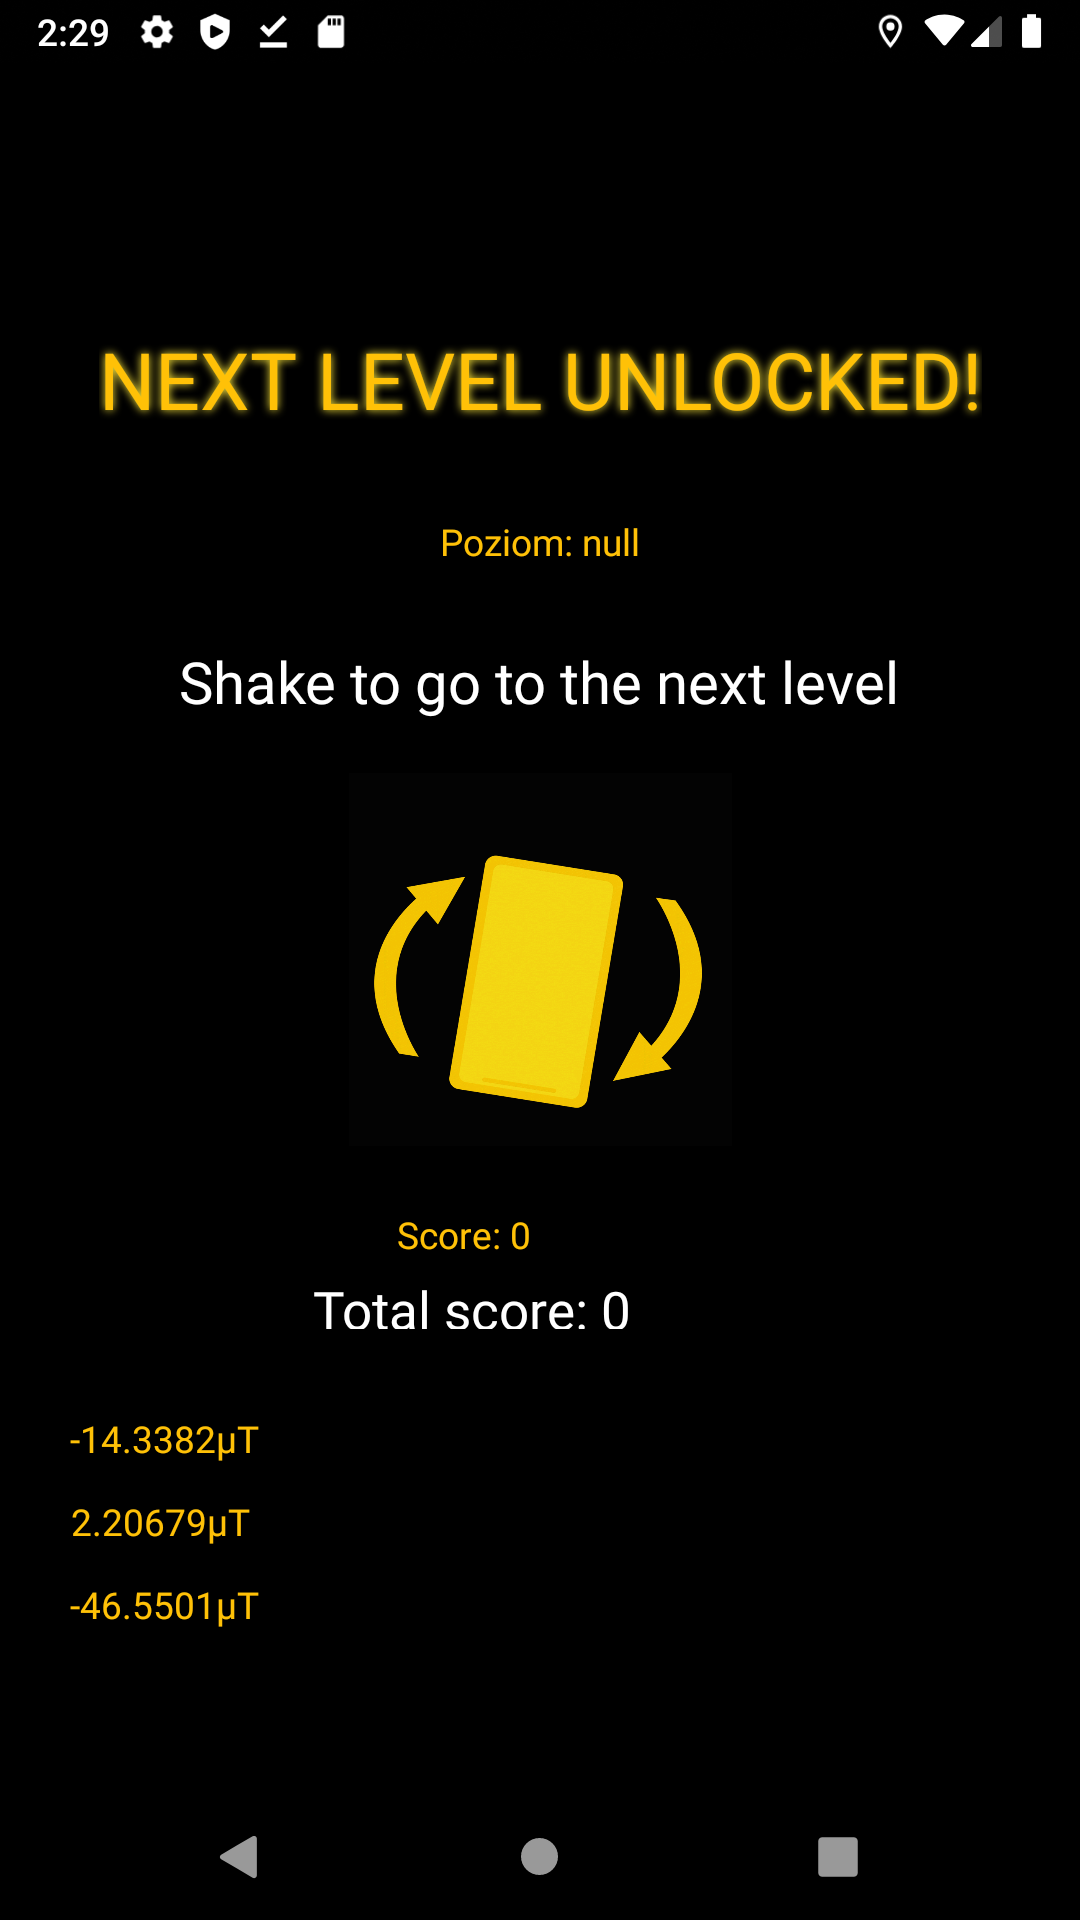 2:29
NEXT LEVEL UNLOCKED!
Poziom: null
Shake to go to the next level
Score: 0
Total score: 0
-14.3382μT
2.20679μT
-46.5501μT